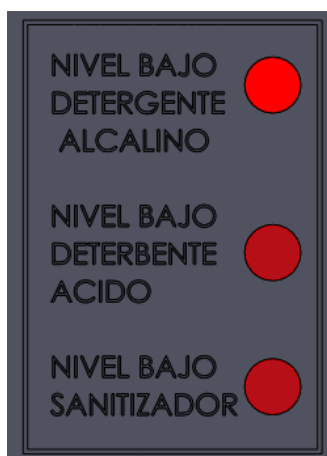 NIVEL BAJO
DETERGENTE
ALCALINO
NIVEL BAJO
DETERBENTE
ACIDO
NIVEL BAJO
SANITIZADOR